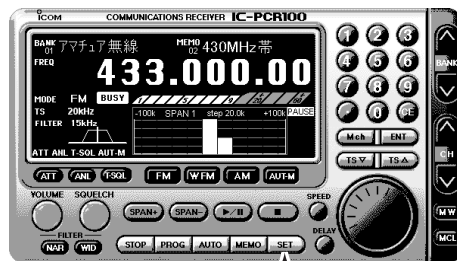 ICOM COMMUNICATIONS RECEIVER IC-PCR100
BANK 01 アマチュア無線 MEMO 02 430MHz帯
FREQ 433.000.00
MODE FM BUSY 1 5 9
TS 20kHz -100k SPAN 1 step 20.0k +100k PAUSE
FILTER 15kHz
ATT ANL T-SQL AUT-M
ATT ANL T-SQL FM WFM AM AUT-M
1 2 3
4 5 6
7 8 9
. 0 CE
Mch ENT
TS▽ TS△
BANK
CH
MW
MCL
VOLUME SQUELCH SPAN+ SPAN- ▶/II ■ SPEED
FILTER DELAY
NAR WID STOP PROG AUTO MEMO SET